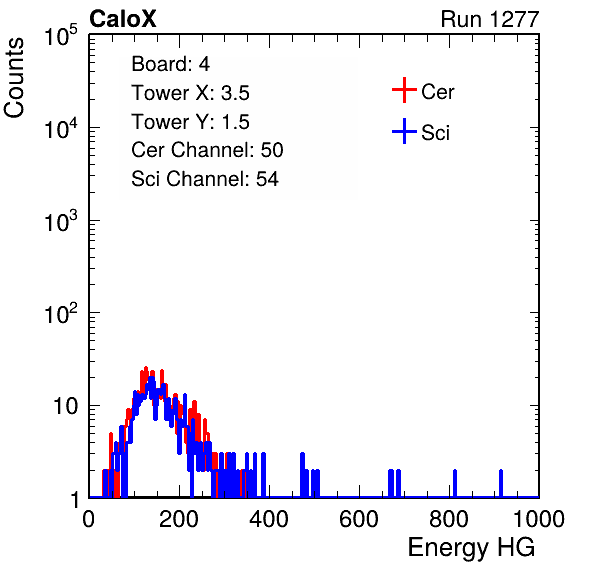 CaloX Run 1277
Counts
10^5
10^4
10^3
10^2
10
1
Board: 4
Tower X: 3.5
Tower Y: 1.5
Cer Channel: 50
Sci Channel: 54
Cer
Sci
0 200 400 600 800 1000
Energy HG